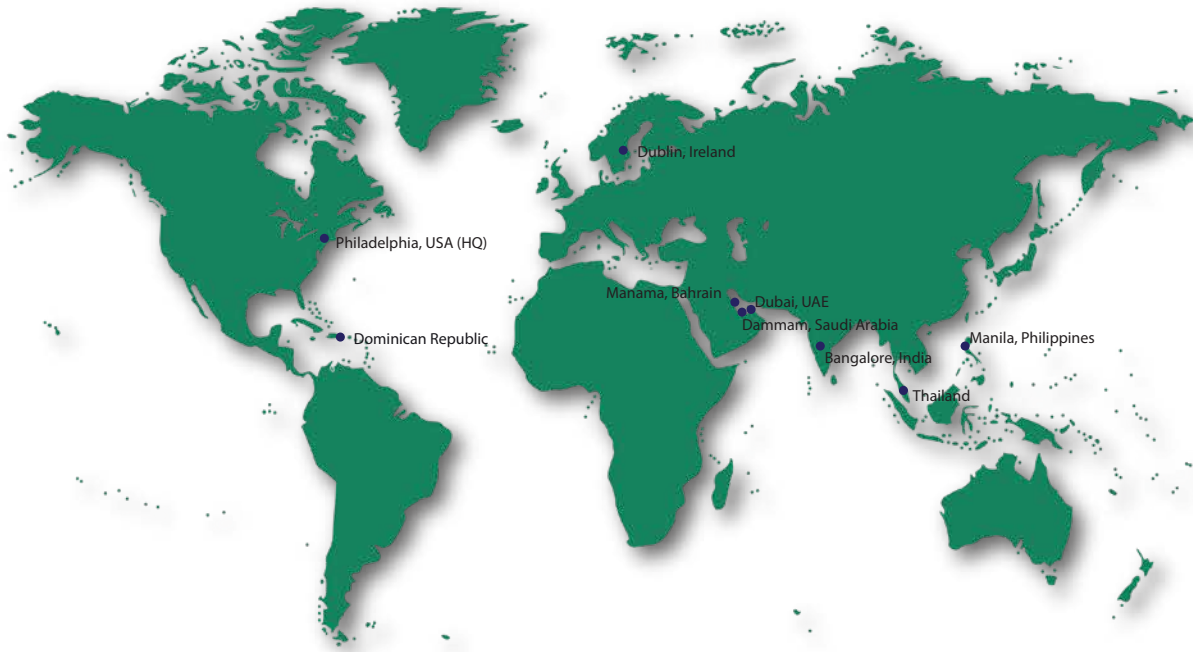 Dublin, Ireland
Philadelphia, USA (HQ)
Manama, Bahrain
Dubai, UAE
Dammam, Saudi Arabia
Dominican Republic
Manila, Philippines
Bangalore, India
Thailand